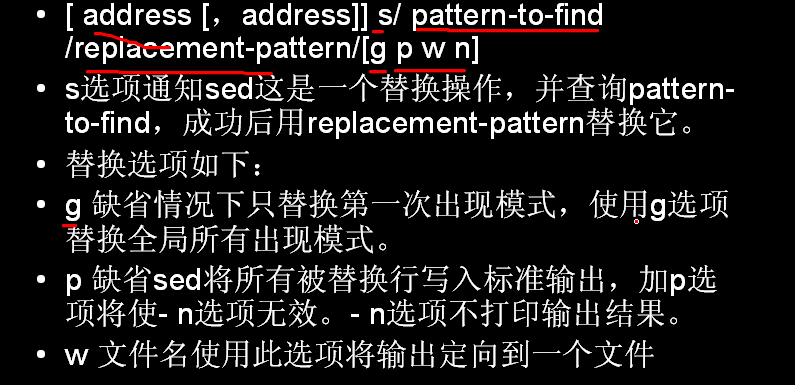 • [ address [，address]] s/ pattern-to-find
/replacement-pattern/[g p w n]
• s选项通知sed这是一个替换操作，并查询pattern-
to-find，成功后用replacement-pattern替换它。
• 替换选项如下：
• g 缺省情况下只替换第一次出现模式，使用g选项
替换全局所有出现模式。
• p 缺省sed将所有被替换行写入标准输出，加p选
项将使- n选项无效。- n选项不打印输出结果。
• w 文件名使用此选项将输出定向到一个文件